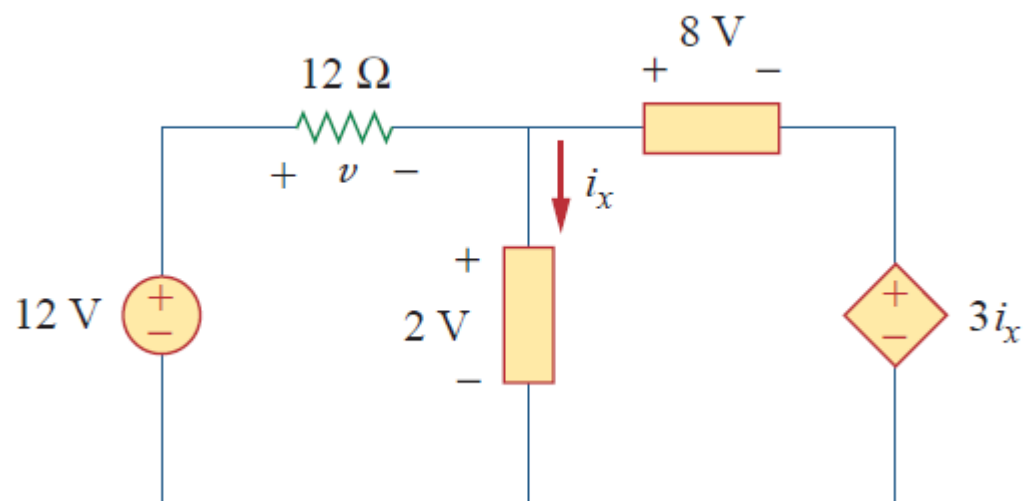 8 V
12 Ω
+ −
+ v −
i_x
+
12 V
+
−
2 V
−
+
−
3i_x